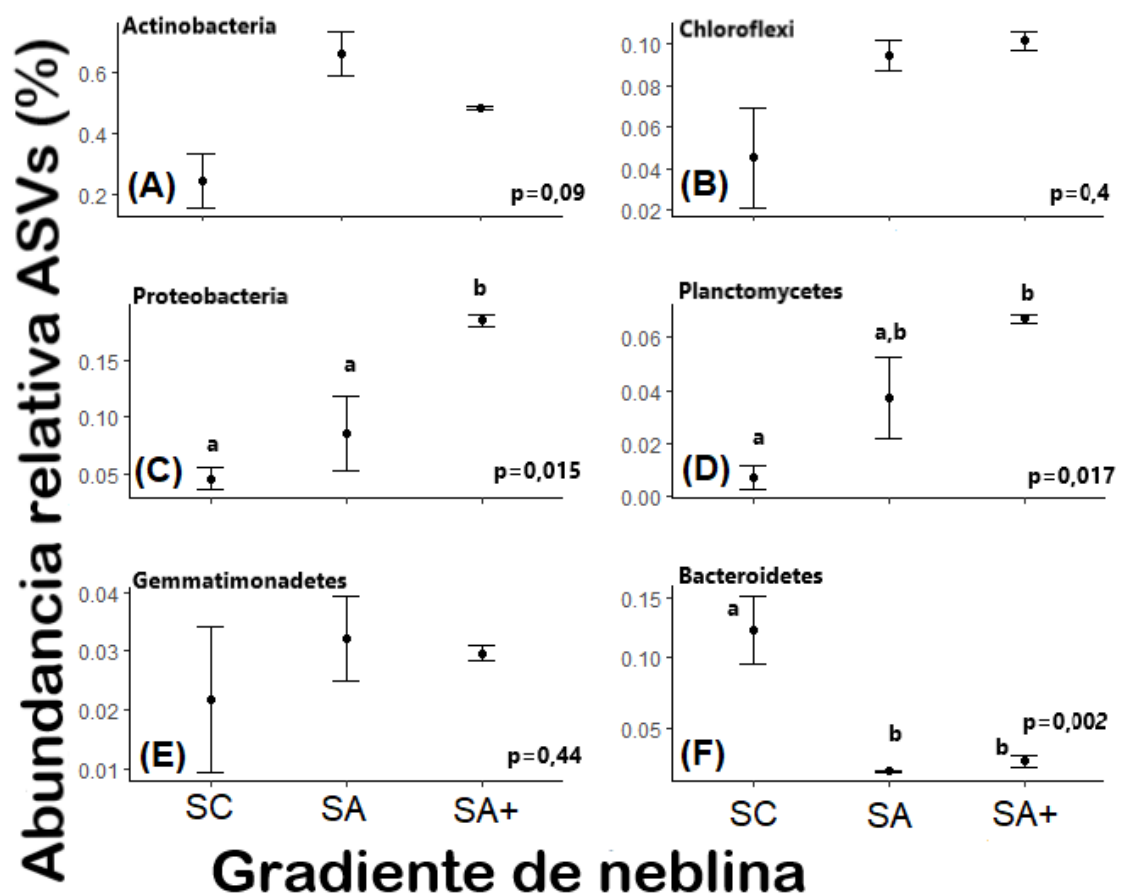 Abundancia relativa ASVs (%)
Actinobacteria
0.6
0.4
0.2
(A)
p=0,09
Chloroflexi
0.10
0.08
0.06
0.04
0.02
(B)
p=0,4
Proteobacteria
0.15
0.10
0.05
a
a
b
(C)
p=0,015
Planctomycetes
0.06
0.04
0.02
0.00
a
a,b
b
(D)
p=0,017
Gemmatimonadetes
0.04
0.03
0.02
0.01
(E)
p=0,44
SC SA SA+
Bacteroidetes
0.15
0.10
0.05
a
b
b
(F)
p=0,002
SC SA SA+
Gradiente de neblina